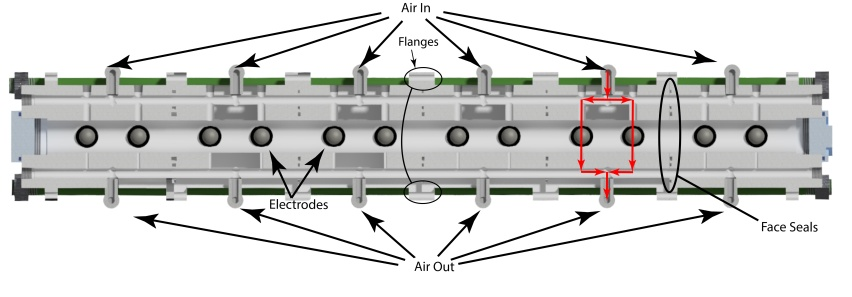 Air In
Flanges
Electrodes
Face Seals
Air Out